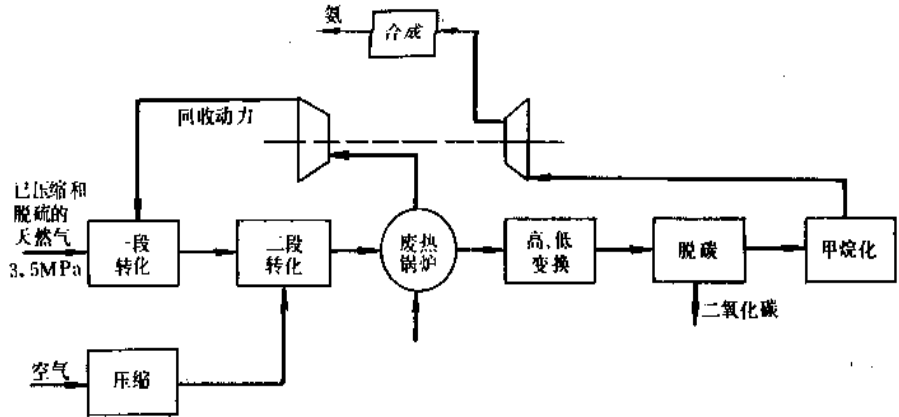 氨
合成
回收动力
已压缩和
脱硫的
天然气
3.5MPa
一段
转化
二段
转化
废热
锅炉
高、低
变换
脱碳
甲烷化
二氧化碳
空气
压缩